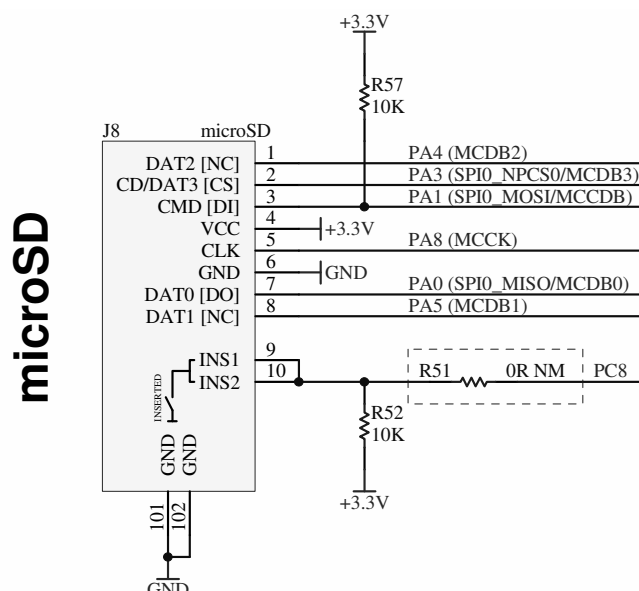 microSD
+3.3V
R57
10K
J8 microSD
DAT2 [NC] 1 PA4 (MCDB2)
CD/DAT3 [CS] 2 PA3 (SPI0_NPCS0/MCDB3)
CMD [DI] 3 PA1 (SPI0_MOSI/MCCDB)
VCC 4 +3.3V
CLK 5 PA8 (MCCK)
GND 6 GND
DAT0 [DO] 7 PA0 (SPI0_MISO/MCDB0)
DAT1 [NC] 8 PA5 (MCDB1)
INS1 9
INS2 10 R51 0R NM PC8
INSERTED
R52
10K
GND GND
+3.3V
101 102
GND